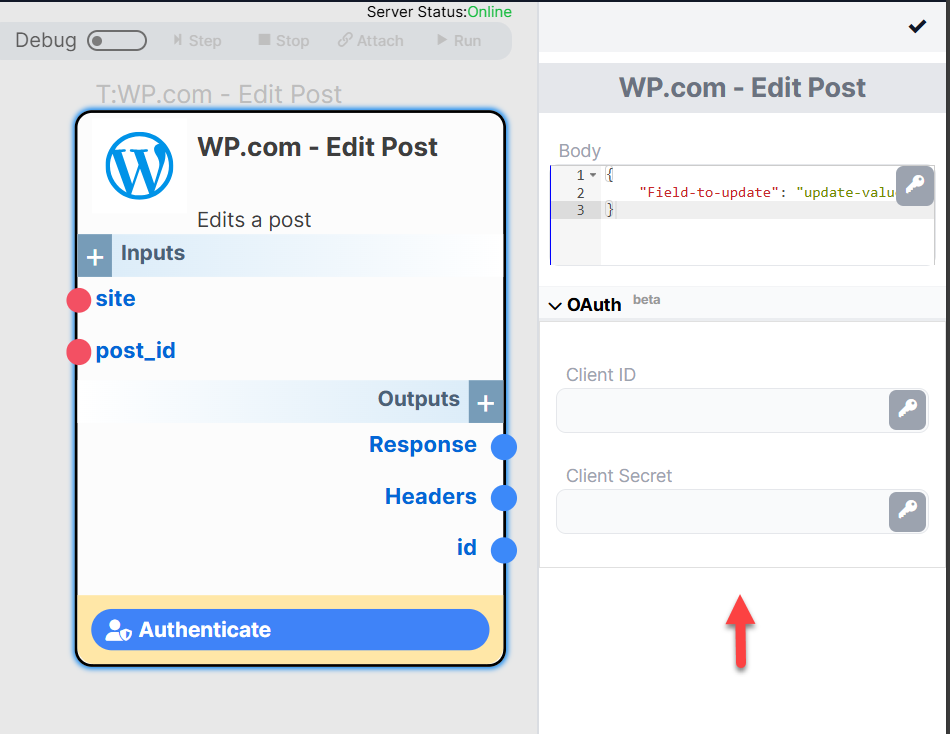 Server Status:Online
Debug Step Stop Attach Run
T:WP.com - Edit Post
WP.com - Edit Post
Edits a post
Inputs
site
post_id
Outputs
Response
Headers
id
Authenticate
WP.com - Edit Post
Body
1 {
2 "Field-to-update": "update-valu
3 }
OAuth beta
Client ID
Client Secret